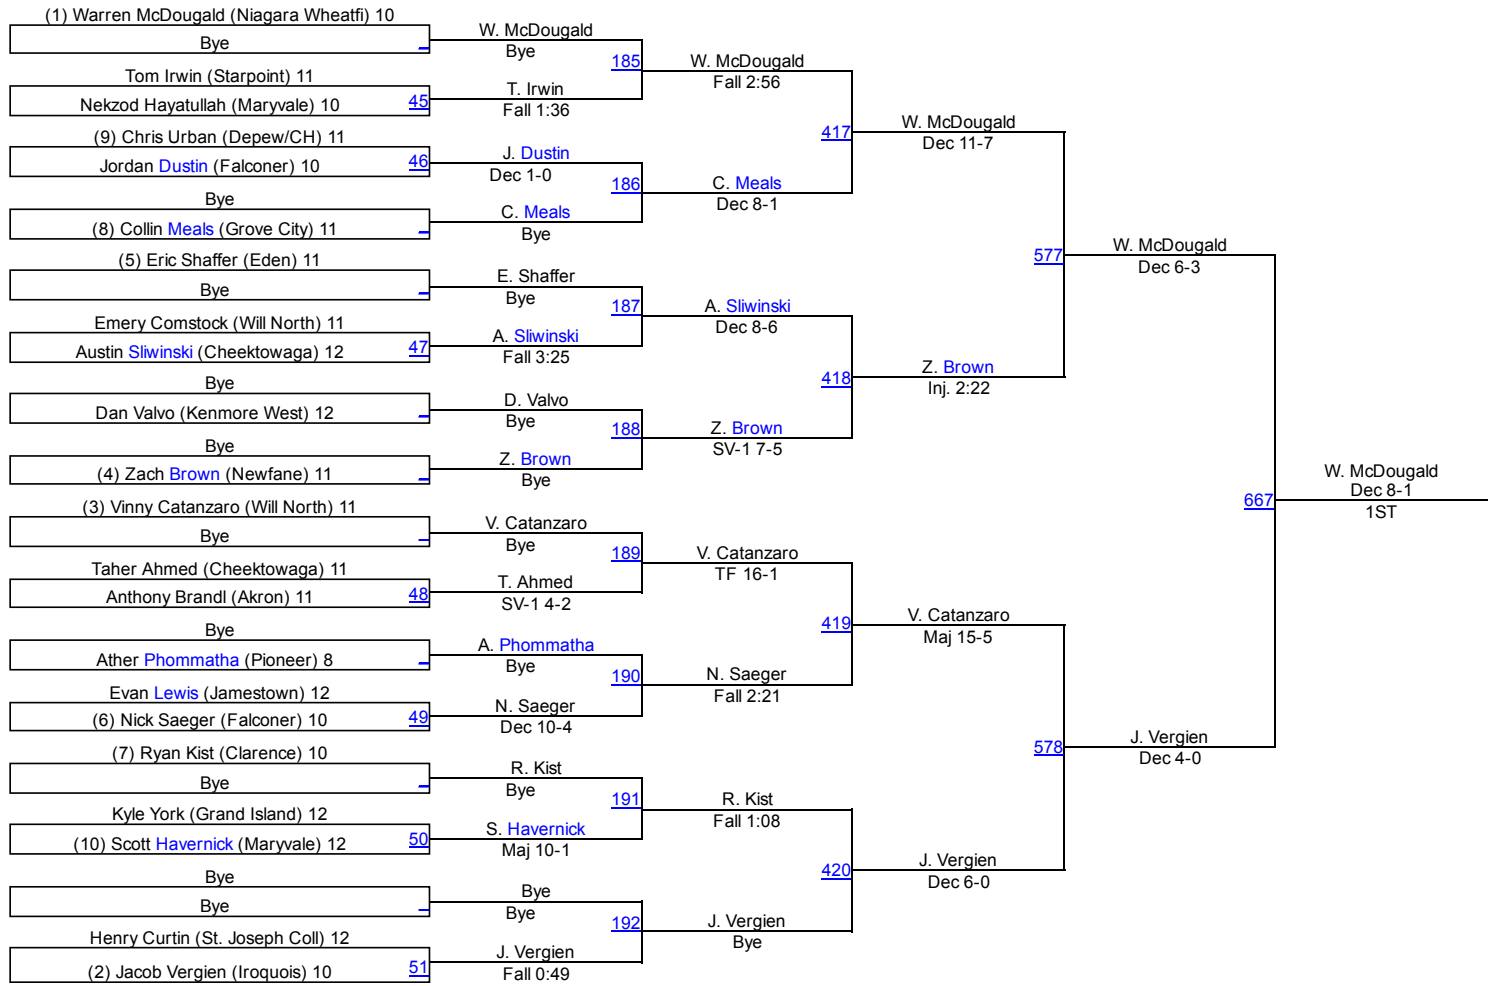 (1) Warren McDougald (Niagara Wheatfi) 10
Bye
Tom Irwin (Starpoint) 11
Nekzod Hayatullah (Maryvale) 10
45
(9) Chris Urban (Depew/CH) 11
Jordan Dustin (Falconer) 10
46
Bye
(8) Collin Meals (Grove City) 11
(5) Eric Shaffer (Eden) 11
Bye
Emery Comstock (Will North) 11
Austin Sliwinski (Cheektowaga) 12
47
Bye
Dan Valvo (Kenmore West) 12
Bye
(4) Zach Brown (Newfane) 11
(3) Vinny Catanzaro (Will North) 11
Bye
Taher Ahmed (Cheektowaga) 11
Anthony Brandl (Akron) 11
48
Bye
Ather Phommatha (Pioneer) 8
Evan Lewis (Jamestown) 12
(6) Nick Saeger (Falconer) 10
49
(7) Ryan Kist (Clarence) 10
Bye
Kyle York (Grand Island) 12
(10) Scott Havernick (Maryvale) 12
50
Bye
Bye
Henry Curtin (St. Joseph Coll) 12
(2) Jacob Vergien (Iroquois) 10
51
W. McDougald
Bye
185
T. Irwin
Fall 1:36
J. Dustin
Dec 1-0
186
C. Meals
Bye
E. Shaffer
Bye
187
A. Sliwinski
Fall 3:25
D. Valvo
Bye
188
Z. Brown
Bye
V. Catanzaro
Bye
189
T. Ahmed
SV-1 4-2
A. Phommatha
Bye
190
N. Saeger
Dec 10-4
R. Kist
Bye
191
S. Havernick
Maj 10-1
Bye
Bye
192
J. Vergien
Fall 0:49
W. McDougald
Fall 2:56
417
C. Meals
Dec 8-1
A. Sliwinski
Dec 8-6
418
Z. Brown
SV-1 7-5
V. Catanzaro
TF 16-1
419
N. Saeger
Fall 2:21
R. Kist
Fall 1:08
420
J. Vergien
Bye
W. McDougald
Dec 11-7
577
Z. Brown
Inj. 2:22
V. Catanzaro
Maj 15-5
578
J. Vergien
Dec 6-0
W. McDougald
Dec 6-3
667
J. Vergien
Dec 4-0
W. McDougald
Dec 8-1
1ST